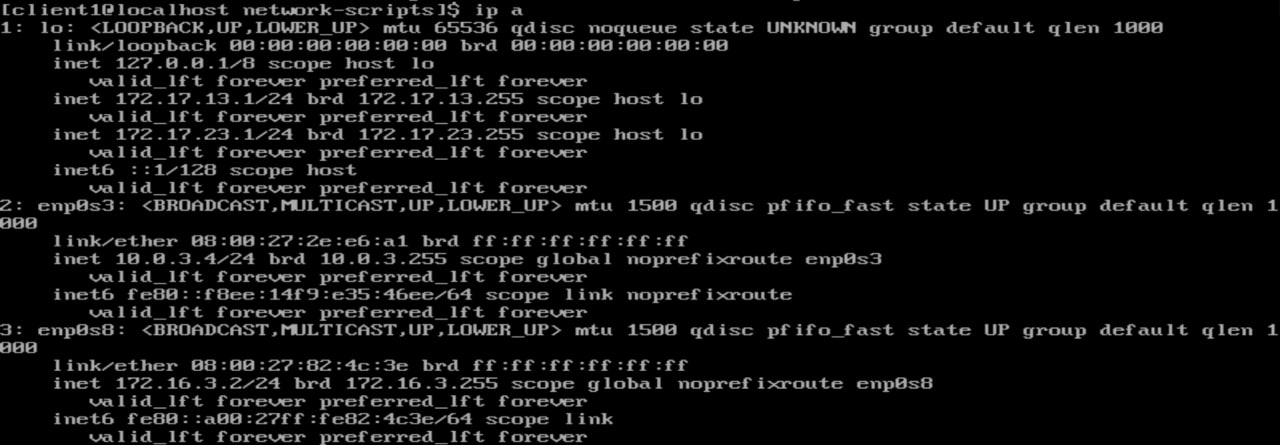 [client1@localhost network-scripts]$ ip a
1: lo: <LOOPBACK,UP,LOWER_UP> mtu 65536 qdisc noqueue state UNKNOWN group default qlen 1000
    link/loopback 00:00:00:00:00:00 brd 00:00:00:00:00:00
    inet 127.0.0.1/8 scope host lo
       valid_lft forever preferred_lft forever
    inet 172.17.13.1/24 brd 172.17.13.255 scope host lo
       valid_lft forever preferred_lft forever
    inet 172.17.23.1/24 brd 172.17.23.255 scope host lo
       valid_lft forever preferred_lft forever
    inet6 ::1/128 scope host
       valid_lft forever preferred_lft forever
2: enp0s3: <BROADCAST,MULTICAST,UP,LOWER_UP> mtu 1500 qdisc pfifo_fast state UP group default qlen 1
000
    link/ether 08:00:27:2e:e6:a1 brd ff:ff:ff:ff:ff:ff
    inet 10.0.3.4/24 brd 10.0.3.255 scope global noprefixroute enp0s3
       valid_lft forever preferred_lft forever
    inet6 fe80::f8ee:14f9:e35:46ee/64 scope link noprefixroute
       valid_lft forever preferred_lft forever
3: enp0s8: <BROADCAST,MULTICAST,UP,LOWER_UP> mtu 1500 qdisc pfifo_fast state UP group default qlen 1
000
    link/ether 08:00:27:82:4c:3e brd ff:ff:ff:ff:ff:ff
    inet 172.16.3.2/24 brd 172.16.3.255 scope global noprefixroute enp0s8
       valid_lft forever preferred_lft forever
    inet6 fe80::a00:27ff:fe82:4c3e/64 scope link
       valid_lft forever preferred_lft forever